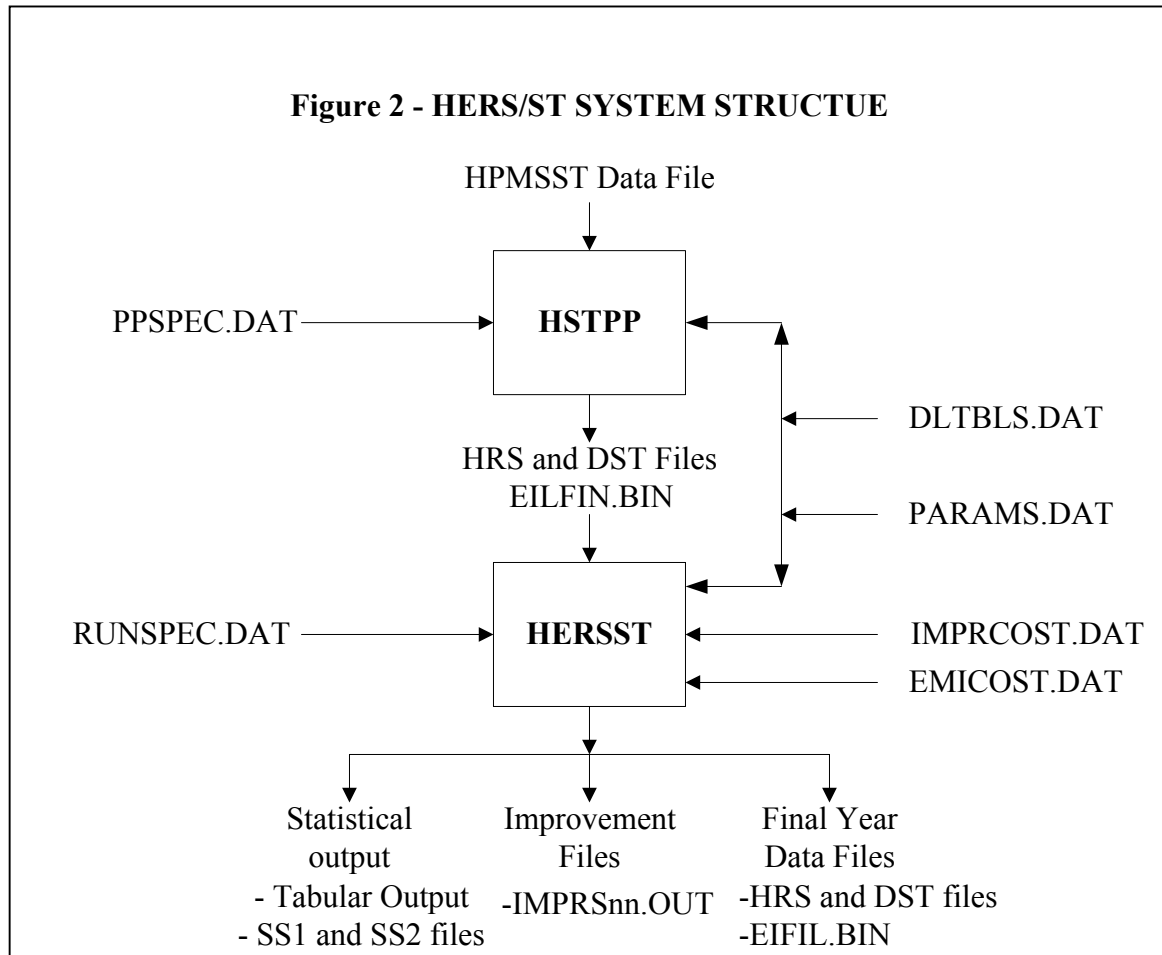 Figure 2 - HERS/ST SYSTEM STRUCTUE
HPMSST Data File
PPSPEC.DAT
HSTPP
DLTBLS.DAT
HRS and DST Files
EILFIN.BIN
PARAMS.DAT
RUNSPEC.DAT
HERSST
IMPRCOST.DAT
EMICOST.DAT
Statistical
output
- Tabular Output
- SS1 and SS2 files
Improvement
Files
-IMPRSnn.OUT
Final Year
Data Files
-HRS and DST files
-EIFIL.BIN